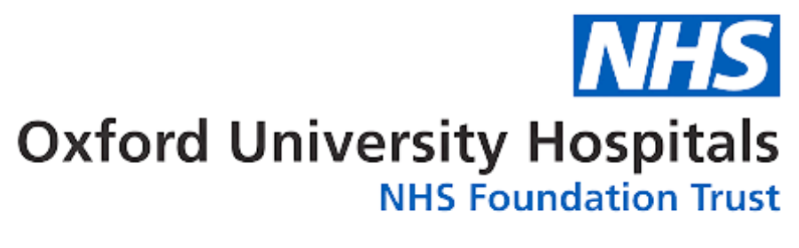 NHS
Oxford University Hospitals
NHS Foundation Trust